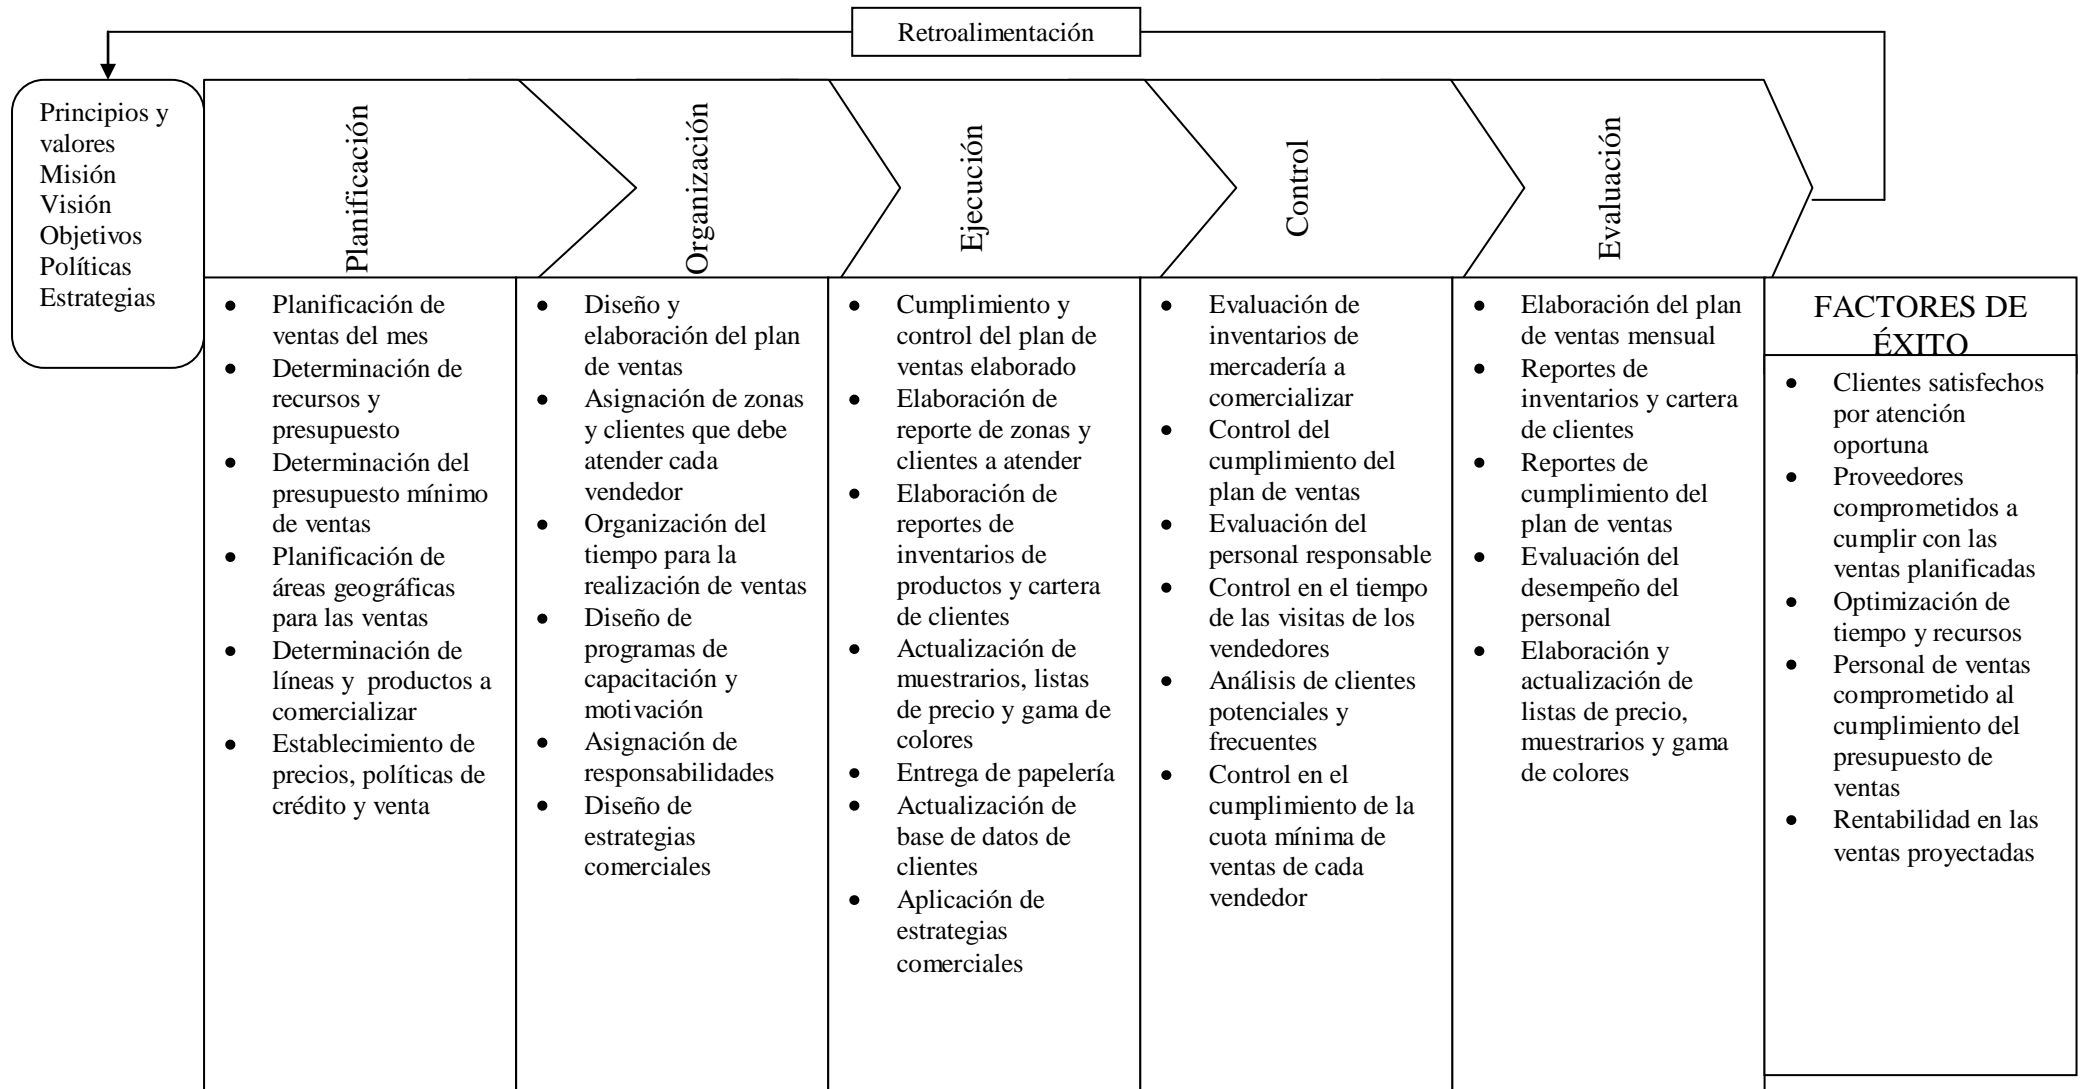 Retroalimentación
Principios y
valores
Misión
Visión
Objetivos
Políticas
Estrategias
Planificación
Organización
Ejecución
Control
Evaluación
• Planificación de
ventas del mes
• Determinación de
recursos y
presupuesto
• Determinación del
presupuesto mínimo
de ventas
• Planificación de
áreas geográficas
para las ventas
• Determinación de
líneas y productos a
comercializar
• Establecimiento de
precios, políticas de
crédito y venta
• Diseño y
elaboración del plan
de ventas
• Asignación de zonas
y clientes que debe
atender cada
vendedor
• Organización del
tiempo para la
realización de ventas
• Diseño de
programas de
capacitación y
motivación
• Asignación de
responsabilidades
• Diseño de
estrategias
comerciales
• Cumplimiento y
control del plan de
ventas elaborado
• Elaboración de
reporte de zonas y
clientes a atender
• Elaboración de
reportes de
inventarios de
productos y cartera
de clientes
• Actualización de
muestrarios, listas
de precio y gama de
colores
• Entrega de papelería
• Actualización de
base de datos de
clientes
• Aplicación de
estrategias
comerciales
• Evaluación de
inventarios de
mercadería a
comercializar
• Control del
cumplimiento del
plan de ventas
• Evaluación del
personal responsable
• Control en el tiempo
de las visitas de los
vendedores
• Análisis de clientes
potenciales y
frecuentes
• Control en el
cumplimiento de la
cuota mínima de
ventas de cada
vendedor
• Elaboración del plan
de ventas mensual
• Reportes de
inventarios y cartera
de clientes
• Reportes de
cumplimiento del
plan de ventas
• Evaluación del
desempeño del
personal
• Elaboración y
actualización de
listas de precio,
muestrarios y gama
de colores
FACTORES DE
ÉXITO
• Clientes satisfechos
por atención
oportuna
• Proveedores
comprometidos a
cumplir con las
ventas planificadas
• Optimización de
tiempo y recursos
• Personal de ventas
comprometido al
cumplimiento del
presupuesto de
ventas
• Rentabilidad en las
ventas proyectadas